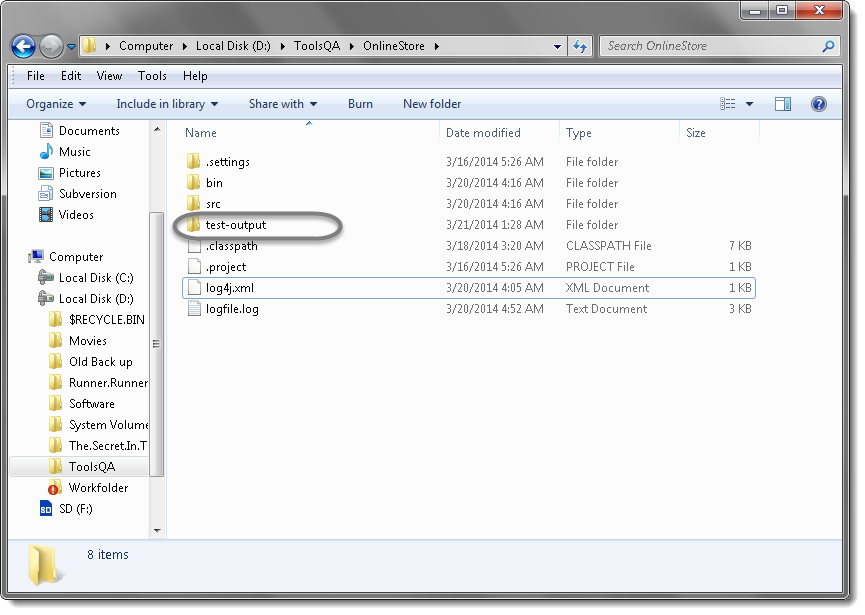 Computer Local Disk (D:) ToolsQA OnlineStore Search OnlineStore
File Edit View Tools Help
Organize Include in library Share with Burn New folder
Documents
Music
Pictures
Subversion
Videos
Computer
Local Disk (C:)
Local Disk (D:)
$RECYCLE.BIN
Movies
Old Back up
Runner.Runner
Software
System Volume
The.Secret.In.T
ToolsQA
Workfolder
SD SD (F:)
Name Date modified Type Size
.settings 3/16/2014 5:26 AM File folder
bin 3/20/2014 4:16 AM File folder
src 3/20/2014 4:16 AM File folder
test-output 3/21/2014 1:28 AM File folder
.classpath 3/18/2014 3:20 AM CLASSPATH File 7 KB
.project 3/16/2014 5:26 AM PROJECT File 1 KB
log4j.xml 3/20/2014 4:05 AM XML Document 1 KB
logfile.log 3/20/2014 4:52 AM Text Document 3 KB
8 items